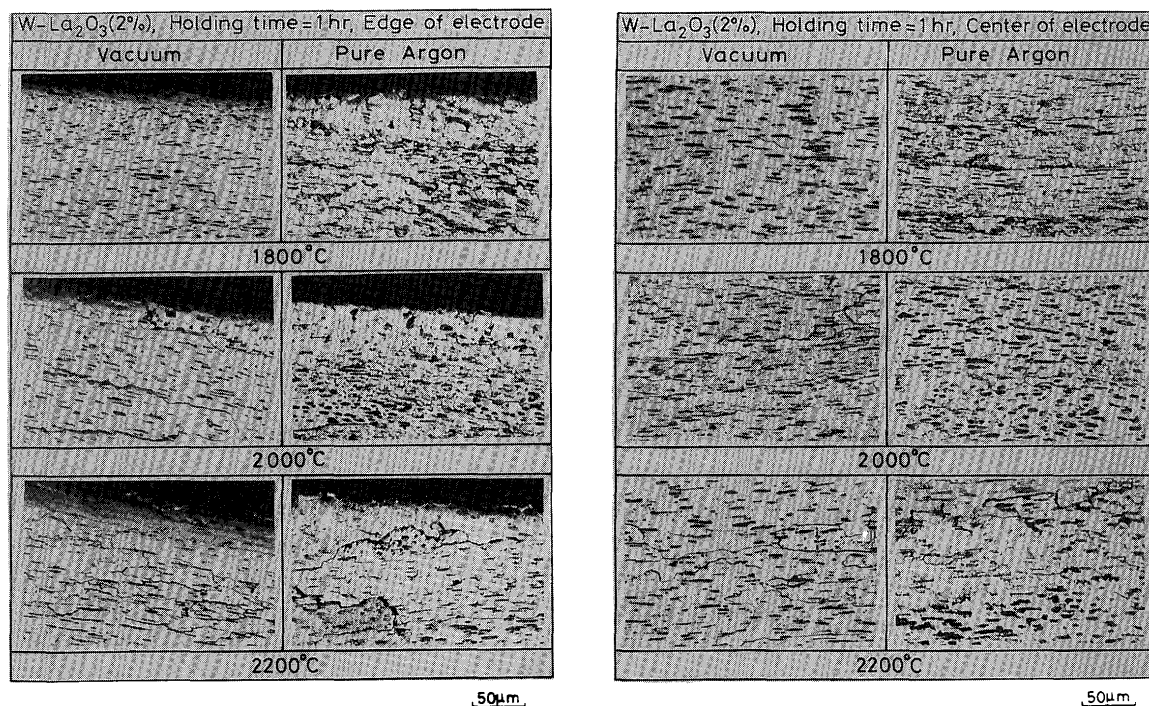 W-La₂O₃(2%), Holding time=1hr, Edge of electrode
Vacuum Pure Argon
1800°C
2000°C
2200°C
50μm
W-La₂O₃(2%), Holding time=1hr, Center of electrode
Vacuum Pure Argon
1800°C
2000°C
2200°C
50μm